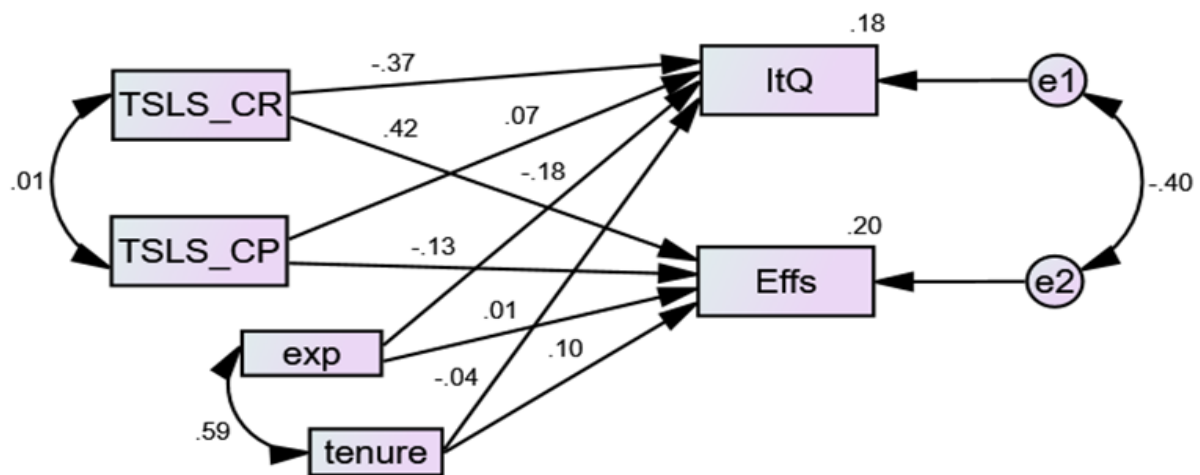 .18
-.37
ItQ
e1
TSLS_CR
.07
.42
-.18
.01
-.40
.20
TSLS_CP
-.13
Effs
e2
.01
exp
.10
-.04
.59
tenure